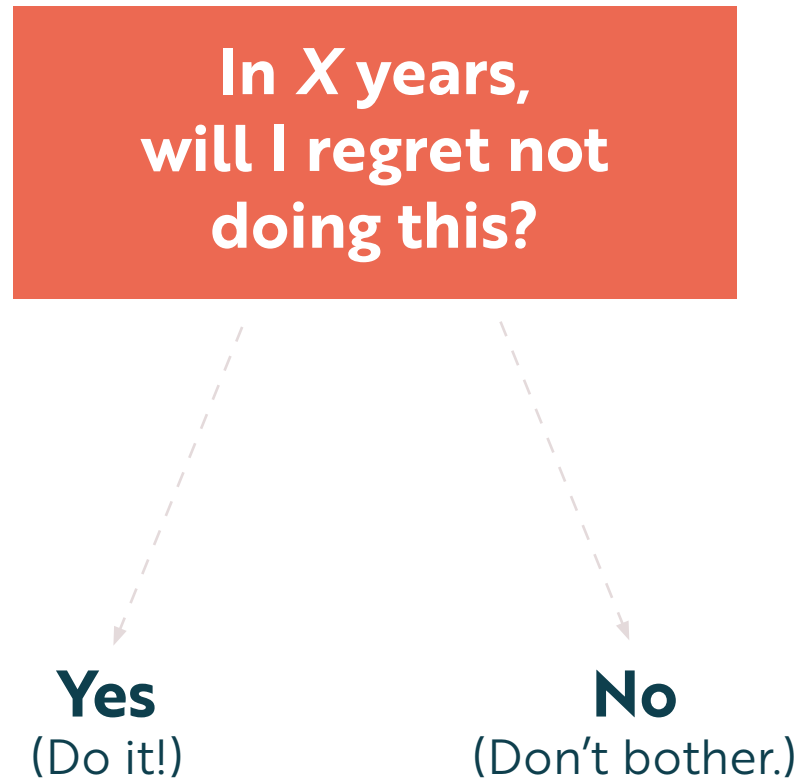 In X years,
will I regret not
doing this?
Yes
(Do it!)
No
(Don’t bother.)